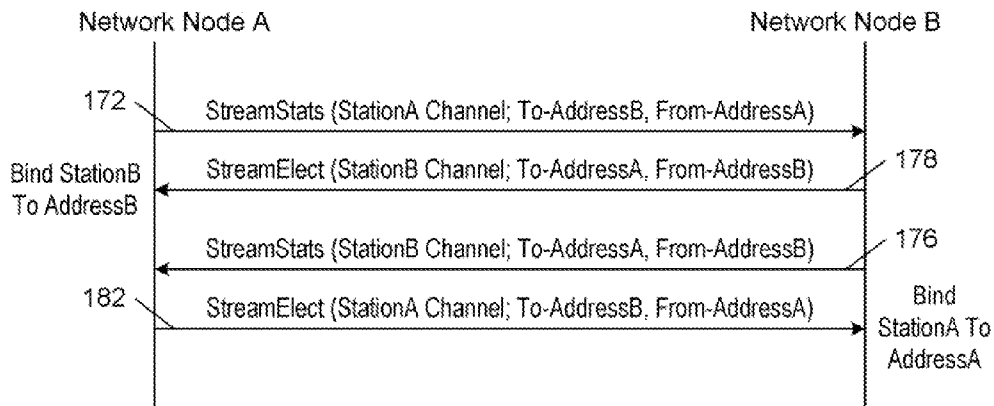 Network Node A
Network Node B
172
StreamStats (StationA Channel; To-AddressB, From-AddressA)
Bind StationB
To AddressB
StreamElect (StationB Channel; To-AddressA, From-AddressB)
178
StreamStats (StationB Channel; To-AddressA, From-AddressB)
176
182
StreamElect (StationA Channel; To-AddressB, From-AddressA)
Bind
StationA To
AddressA